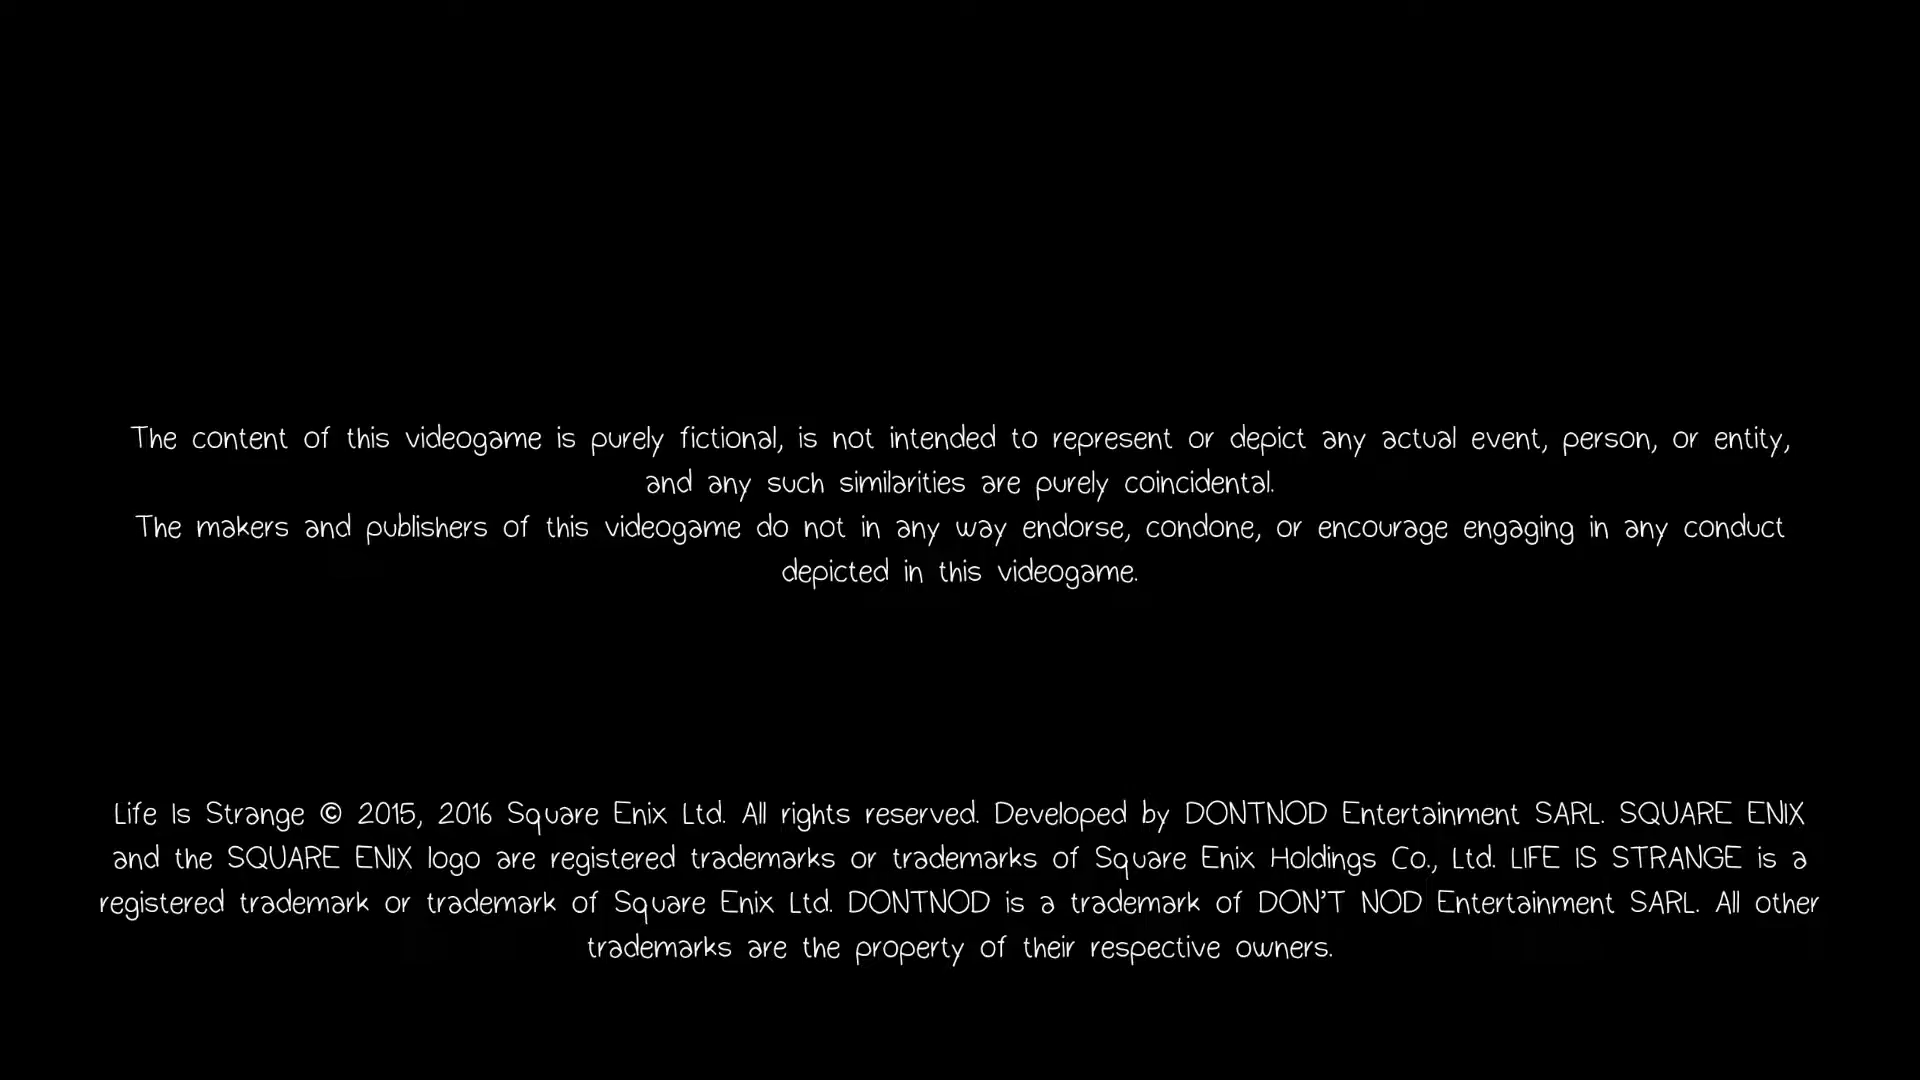 The content of this videogame is purely fictional, is not intended to represent or depict any actual event, person, or entity,
and any such similarities are purely coincidental.
The makers and publishers of this videogame do not in any way endorse, condone, or encourage engaging in any conduct
depicted in this videogame.
Life Is Strange © 2015, 2016 Square Enix Ltd. All rights reserved. Developed by DONTNOD Entertainment SARL. SQUARE ENIX
and the SQUARE ENIX logo are registered trademarks or trademarks of Square Enix Holdings Co., Ltd. LIFE IS STRANGE is a
registered trademark or trademark of Square Enix Ltd. DONTNOD is a trademark of DON'T NOD Entertainment SARL. All other
trademarks are the property of their respective owners.